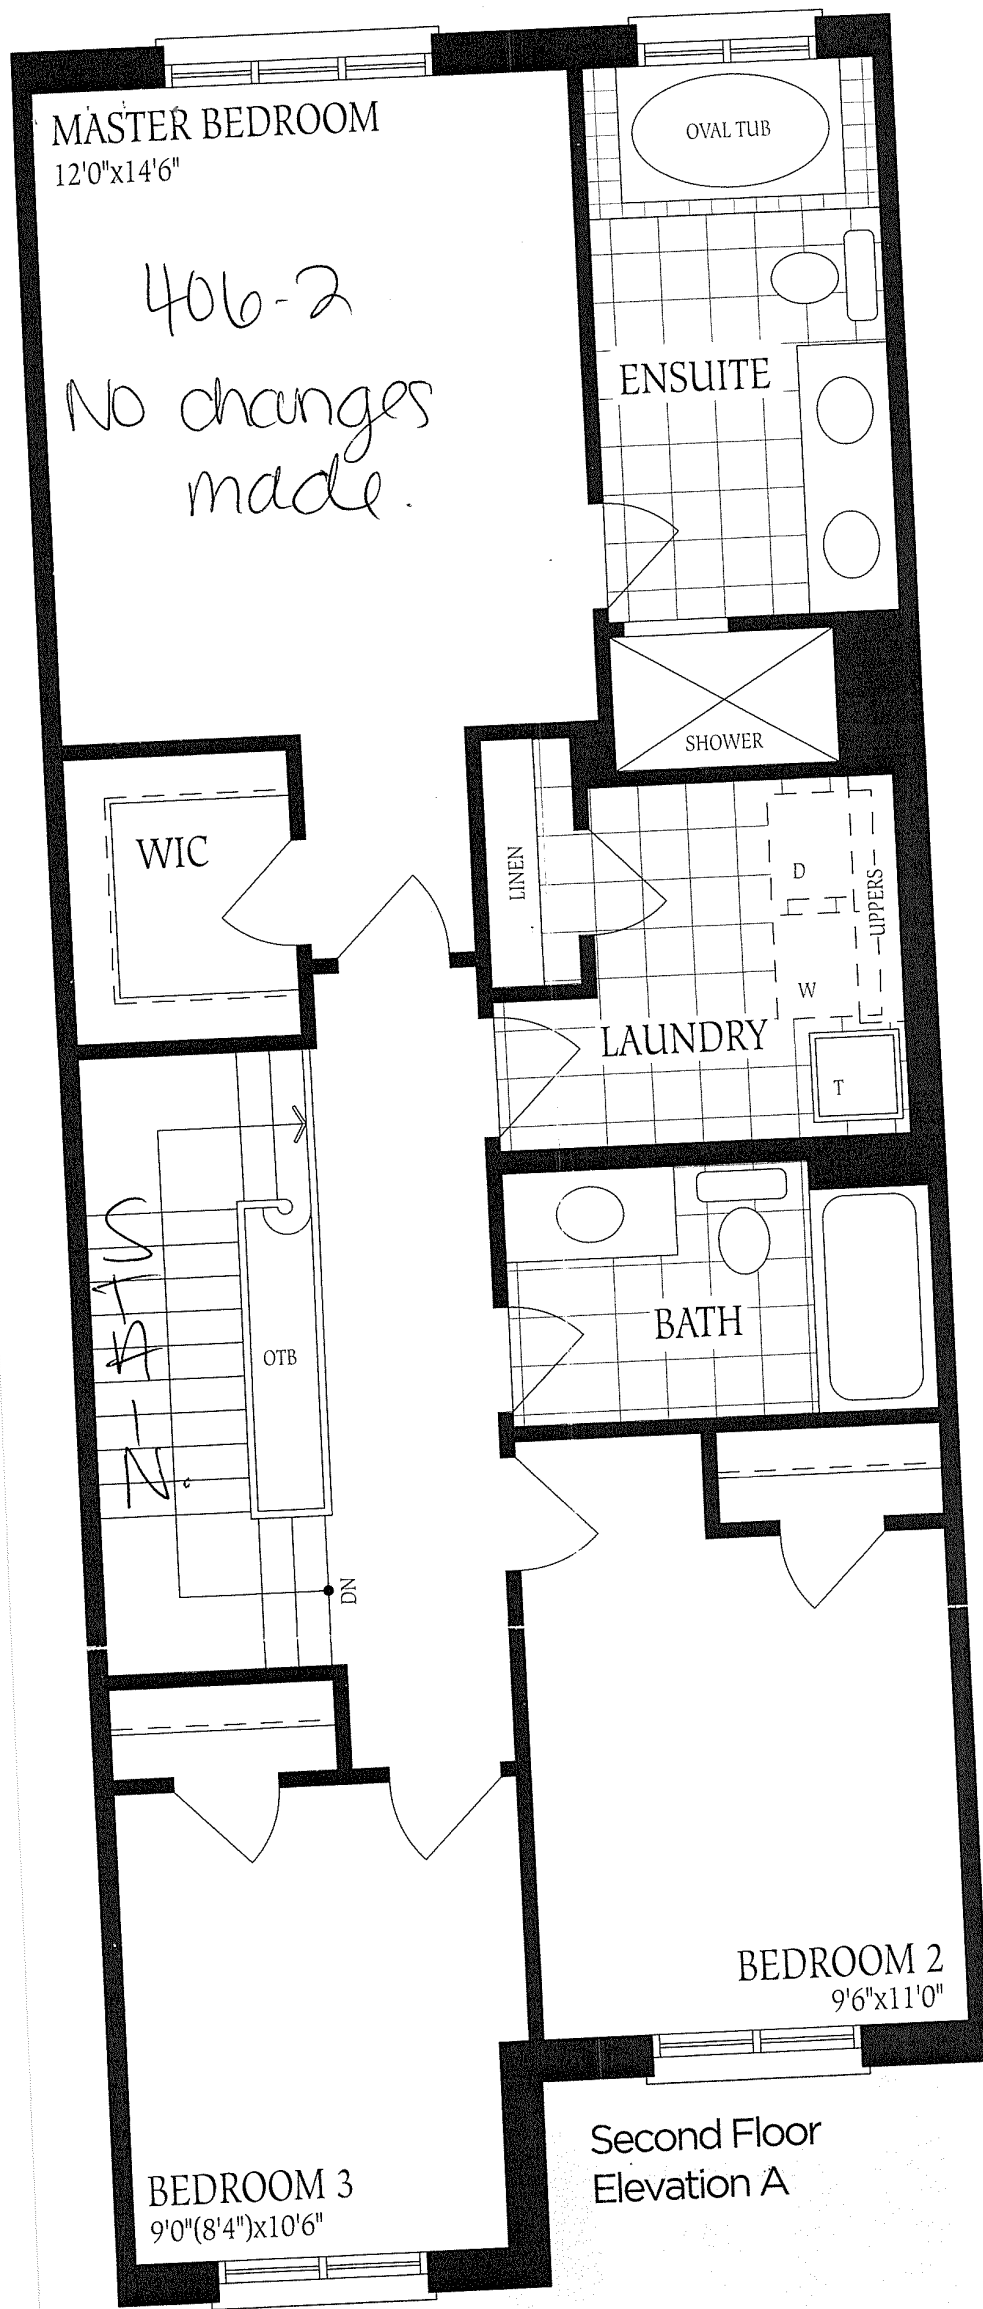 MASTER BEDROOM
12'0"x14'6"
OVAL TUB
406-2
No changes
made.
ENSUITE
SHOWER
WIC
LINEN
D
UPPERS
W
LAUNDRY
T
STAIN.
OTB
BATH
DN
BEDROOM 2
9'6"x11'0"
BEDROOM 3
9'0"(8'4")x10'6"
Second Floor
Elevation A